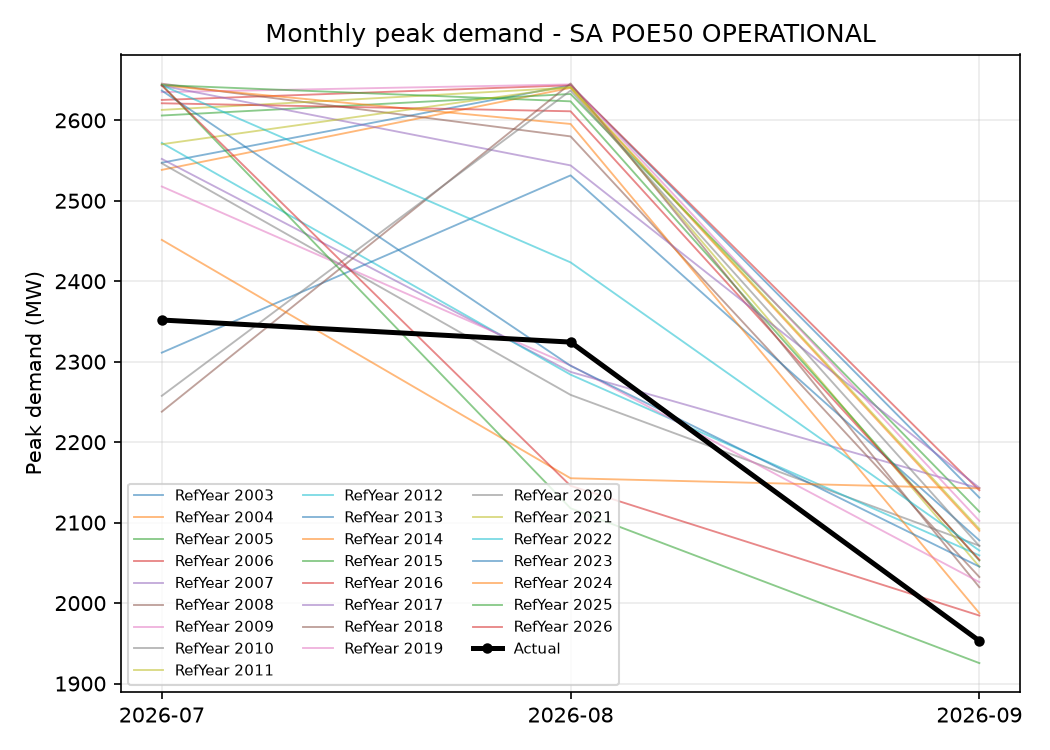 Monthly peak demand - SA POE50 OPERATIONAL
Peak demand (MW)
2600
2500
2400
2300
2200
2100
2000
1900
RefYear 2003
RefYear 2004
RefYear 2005
RefYear 2006
RefYear 2007
RefYear 2008
RefYear 2009
RefYear 2010
RefYear 2011
RefYear 2012
RefYear 2013
RefYear 2014
RefYear 2015
RefYear 2016
RefYear 2017
RefYear 2018
RefYear 2019
RefYear 2020
RefYear 2021
RefYear 2022
RefYear 2023
RefYear 2024
RefYear 2025
RefYear 2026
Actual
2026-07
2026-08
2026-09